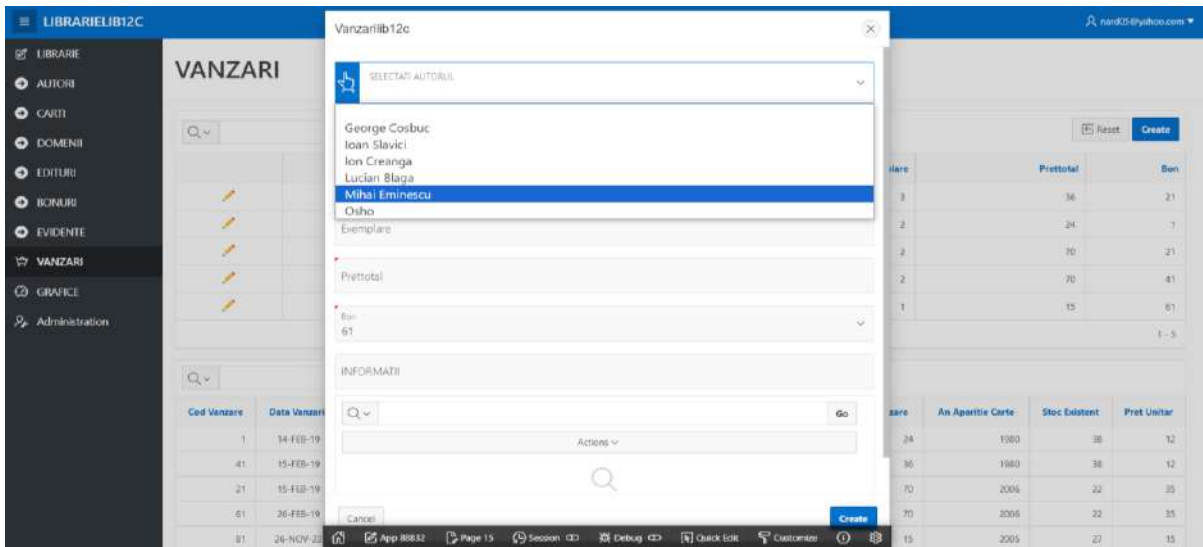 LIBRARIELIB12C
Vanzarilib12c
nard05@yahoo.com
LIBRARIE
AUTORI
CARTI
DOMENII
EDITURI
BONURI
EVIDENTE
VANZARI
GRAFICE
Administration
VANZARI
SELECTATI AUTORUL
George Cosbuc
Ioan Slavici
Ion Creanga
Lucian Blaga
Mihai Eminescu
Osho
Exemplare
Prettotal
Bon
61
INFORMATII
Go
Actions
Cancel
Create
Reset
Create
Prettotal Bon
3 36 21
2 24 1
2 70 21
2 70 41
1 15 61
1 - 5
Cod Vanzare Data Vanzari An Aparitie Carte Stoc Existent Pret Unitar
1 14-FEB-19 24 1980 38 12
41 15-FEB-19 36 1980 38 12
21 15-FEB-19 70 2006 22 35
61 26-FEB-19 70 2006 22 35
81 15 2005 27 15
App 88832 Page 15 Session Debug Quick Edit Customize